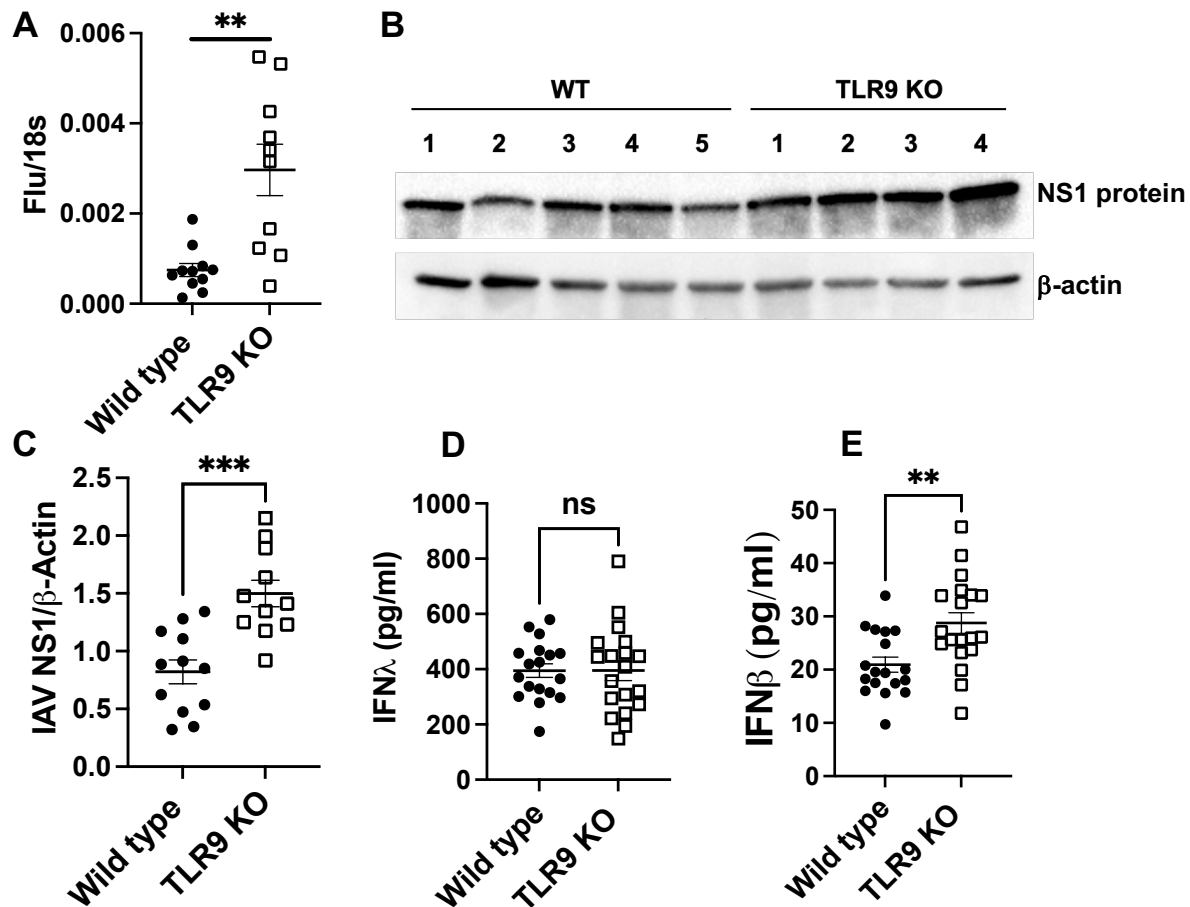 A
**
0.006
0.004
0.002
0.000
Flu/18s
Wild type
TLR9 KO
B
WT
TLR9 KO
1 2 3 4 5 1 2 3 4
NS1 protein
β-actin
C
***
2.5
2.0
1.5
1.0
0.5
0.0
IAV NS1/β-Actin
Wild type
TLR9 KO
D
ns
1000
800
600
400
200
0
IFNλ (pg/ml)
Wild type
TLR9 KO
E
**
50
40
30
20
10
0
IFNβ (pg/ml)
Wild type
TLR9 KO